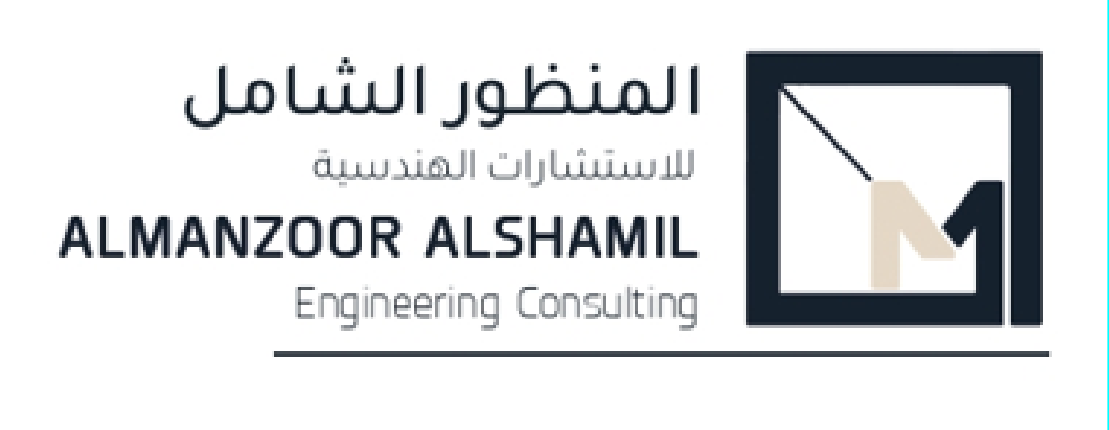 المنظور الشامل
للاستشارات الهندسية
ALMANZOOR ALSHAMIL
Engineering Consulting